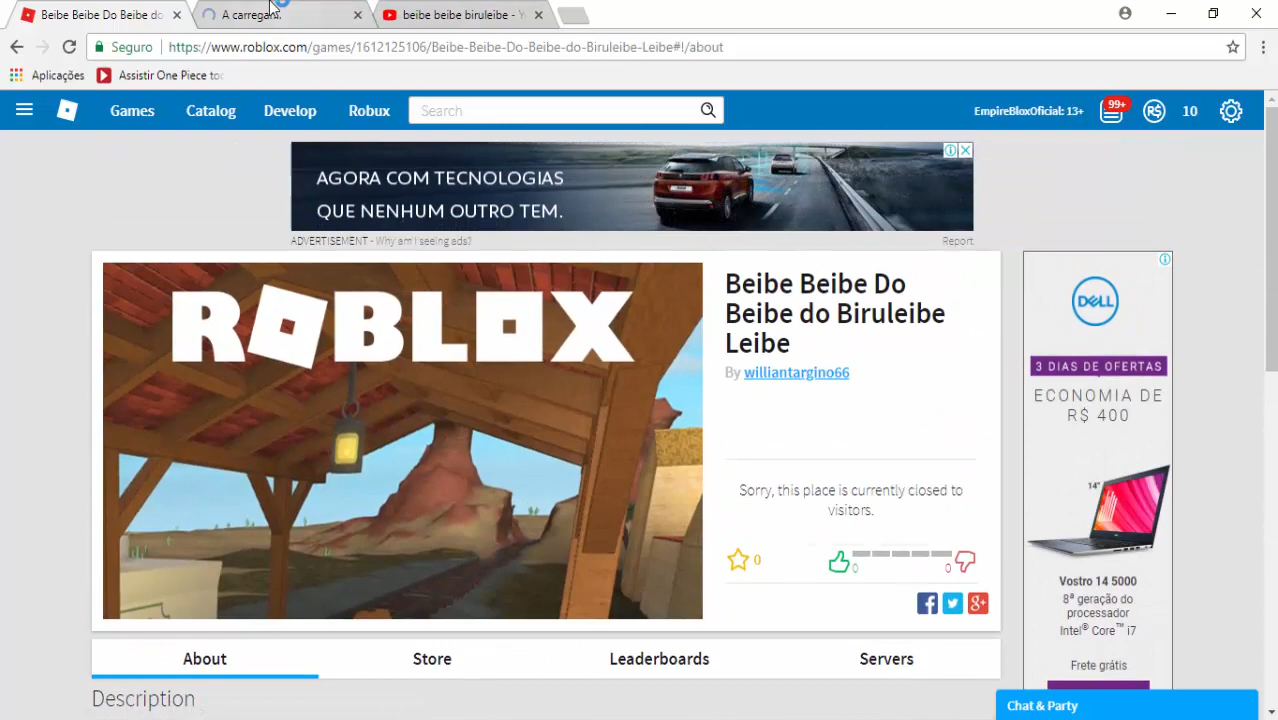 Beibe Beibe Do Beibe do
A carregar
beibe beibe biruleibe - Y
Seguro
https://www.roblox.com/games/1612125106/Beibe-Beibe-Do-Beibe-do-Biruleibe-Leibe#!/about
Aplicações
Assistir One Piece to
Games
Catalog
Develop
Robux
Search
EmpireBloxOficial: 13+
99+
R$
10
AGORA COM TECNOLOGIAS
QUE NENHUM OUTRO TEM.
ADVERTISEMENT - Why am I seeing ads?
Report
ROBLOX
Beibe Beibe Do
Beibe do Biruleibe
Leibe
By williantargino66
Sorry, this place is currently closed to
visitors.
0
0
0
About
Store
Leaderboards
Servers
Description
DELL
3 DIAS DE OFERTAS
ECONOMIA DE
R$ 400
14"
Vostro 14 5000
8ª geração do
processador
Intel® Core™ i7
Frete grátis
Chat & Party